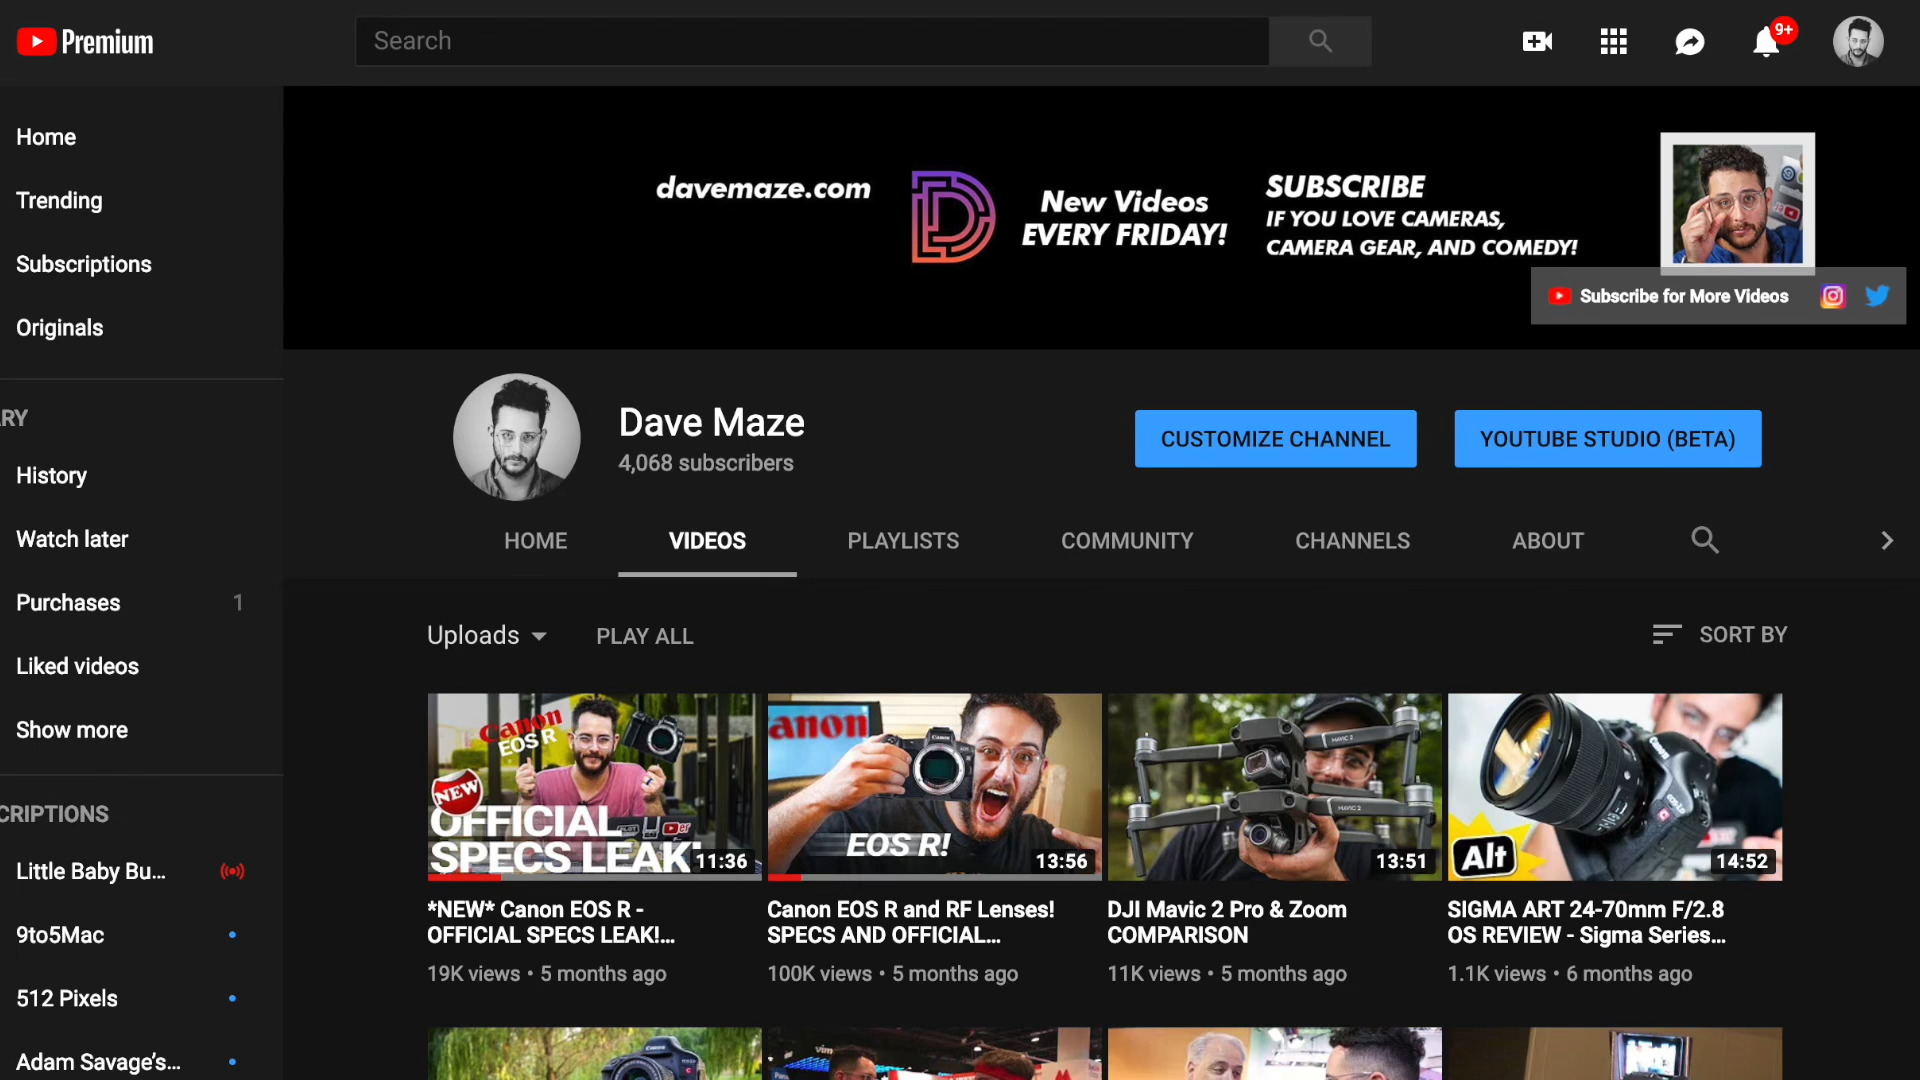 Premium
Search
9+
Home
Trending
Subscriptions
Originals
RY
History
Watch later
Purchases 1
Liked videos
Show more
CRIPTIONS
Little Baby Bu...
9to5Mac
512 Pixels
Adam Savage's...
davemaze.com
New Videos
EVERY FRIDAY!
SUBSCRIBE
IF YOU LOVE CAMERAS,
CAMERA GEAR, AND COMEDY!
Subscribe for More Videos
Dave Maze
4,068 subscribers
CUSTOMIZE CHANNEL
YOUTUBE STUDIO (BETA)
HOME VIDEOS PLAYLISTS COMMUNITY CHANNELS ABOUT
Uploads PLAY ALL SORT BY
Canon
EOS R
NEW
OFFICIAL
SPECS LEAK
11:36
*NEW* Canon EOS R -
OFFICIAL SPECS LEAK!...
19K views • 5 months ago
anon
Canon
EOS R!
13:56
Canon EOS R and RF Lenses!
SPECS AND OFFICIAL...
100K views • 5 months ago
MAVIC 2
MAVIC 2
13:51
DJI Mavic 2 Pro & Zoom
COMPARISON
11K views • 5 months ago
Canon
Alt
14:52
SIGMA ART 24-70mm F/2.8
OS REVIEW - Sigma Series...
1.1K views • 6 months ago
Canon